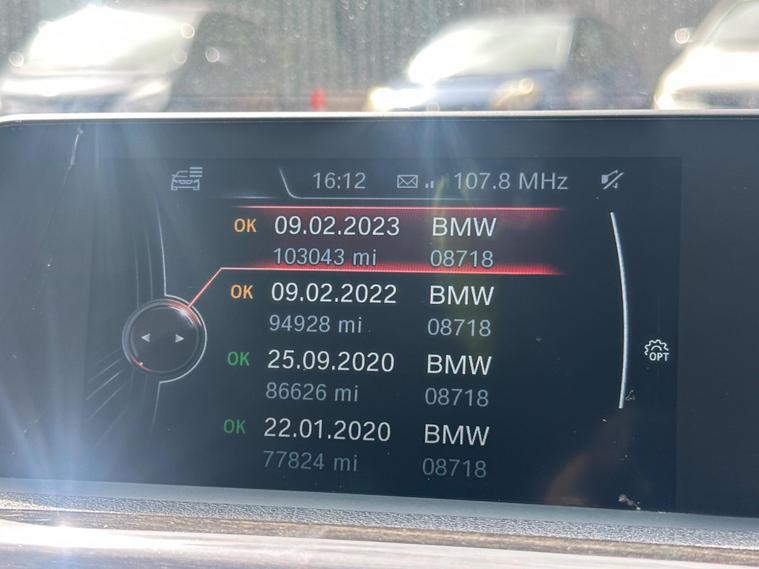 16:12 107.8 MHz
OK 09.02.2023 BMW
103043 mi 08718
OK 09.02.2022 BMW
94928 mi 08718
OK 25.09.2020 BMW
86626 mi 08718
OPT
OK 22.01.2020 BMW
77824 mi 08718